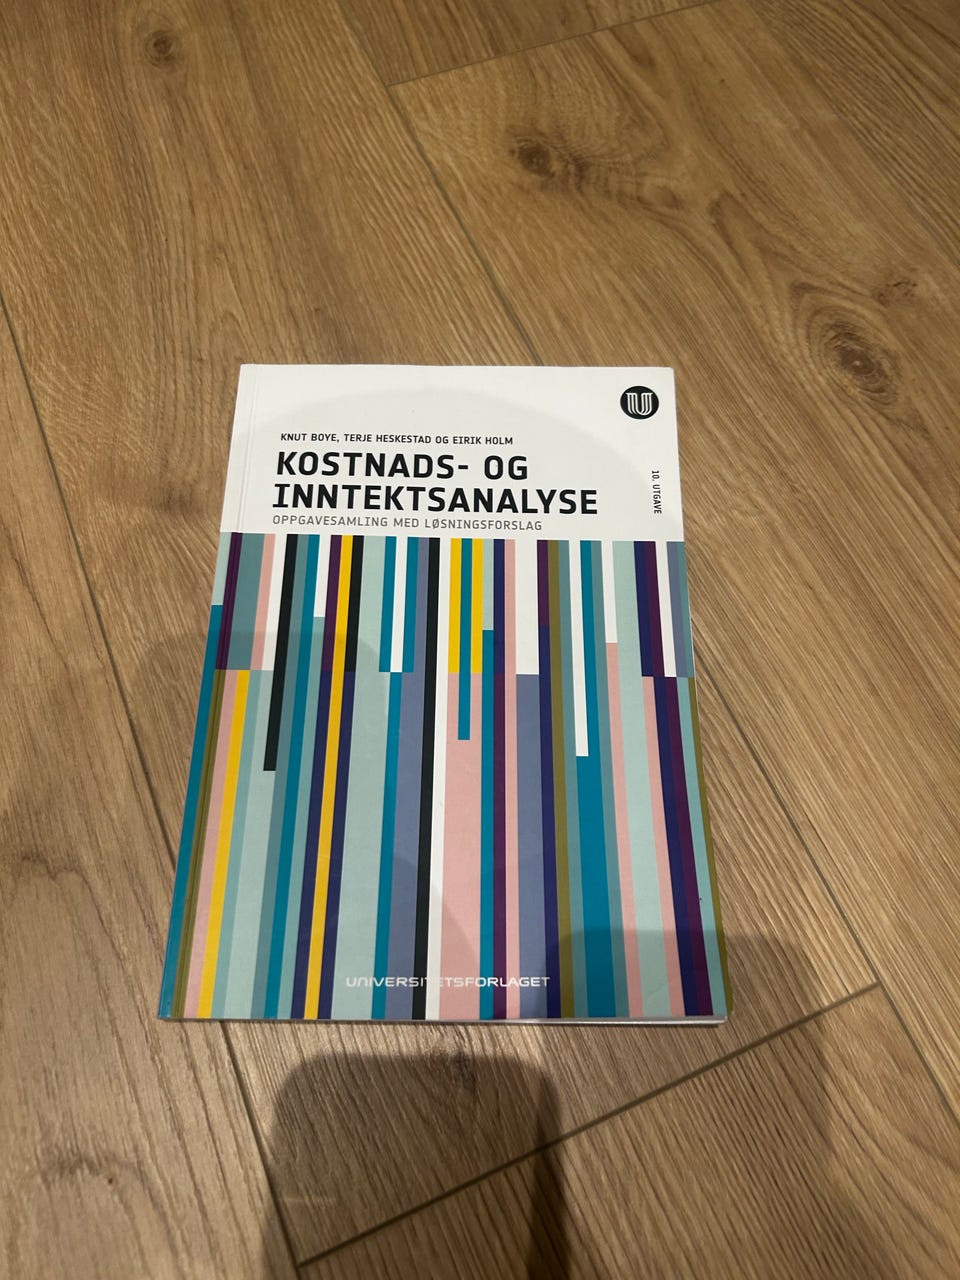 KNUT BOYE, TERJE HESKESTAD OG EIRIK HOLM
KOSTNADS- OG
INNTEKTSANALYSE
OPPGAVESAMLING MED LØSNINGSFORSLAG
10. UTGAVE
UNIVERSITETSFORLAGET